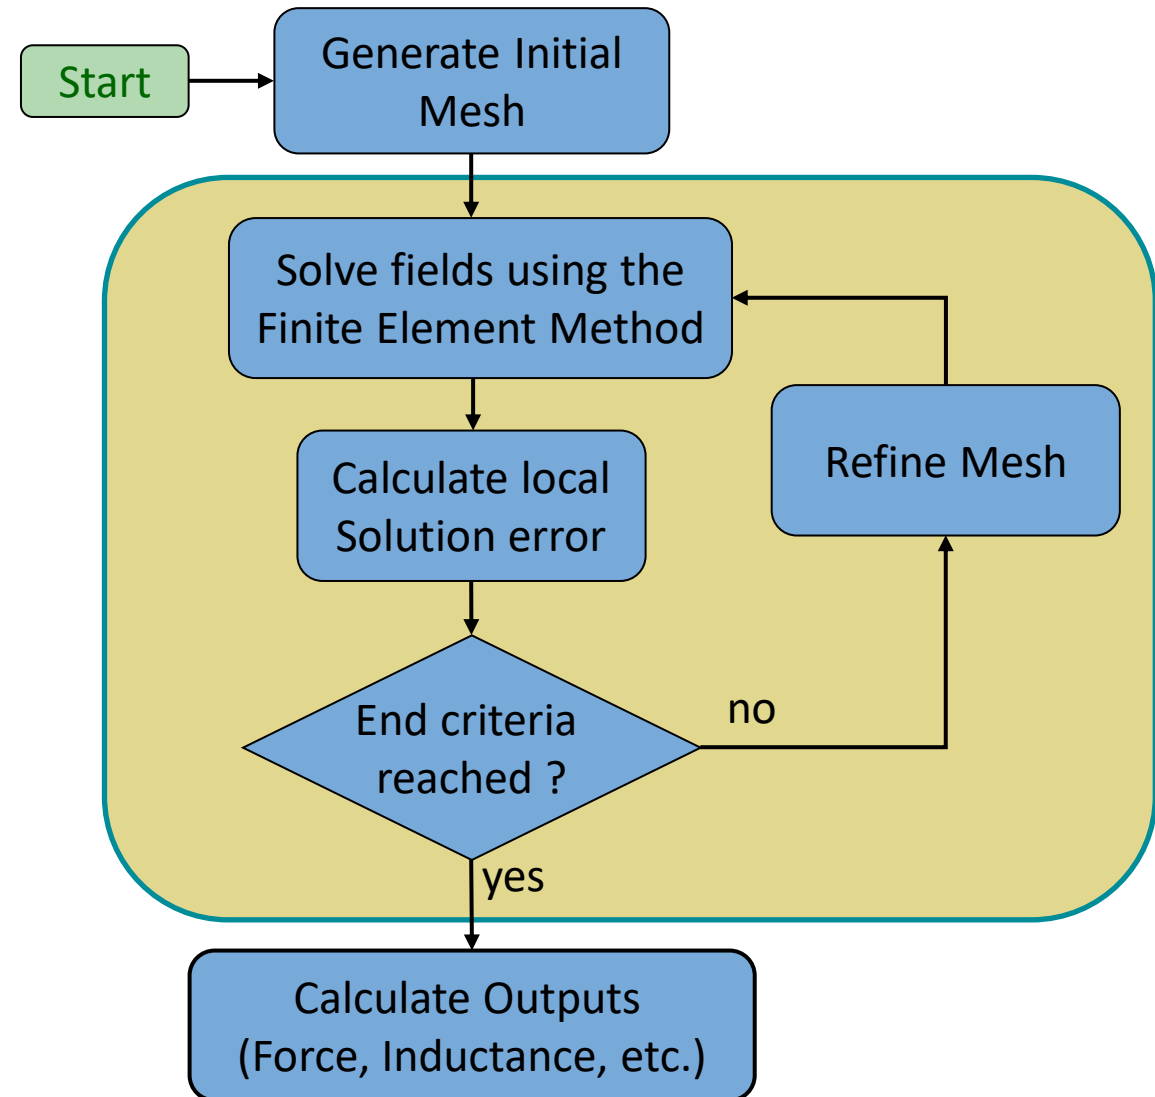 Start
Generate Initial
Mesh
Solve fields using the
Finite Element Method
Calculate local
Solution error
Refine Mesh
End criteria
reached ?
no
yes
Calculate Outputs
(Force, Inductance, etc.)